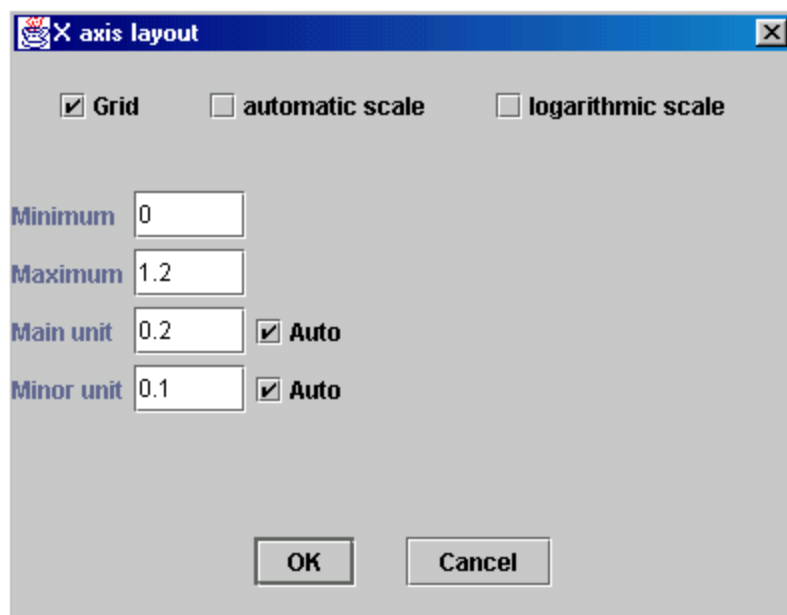 X axis layout
Grid automatic scale logarithmic scale
Minimum 0
Maximum 1.2
Main unit 0.2 Auto
Minor unit 0.1 Auto
OK Cancel